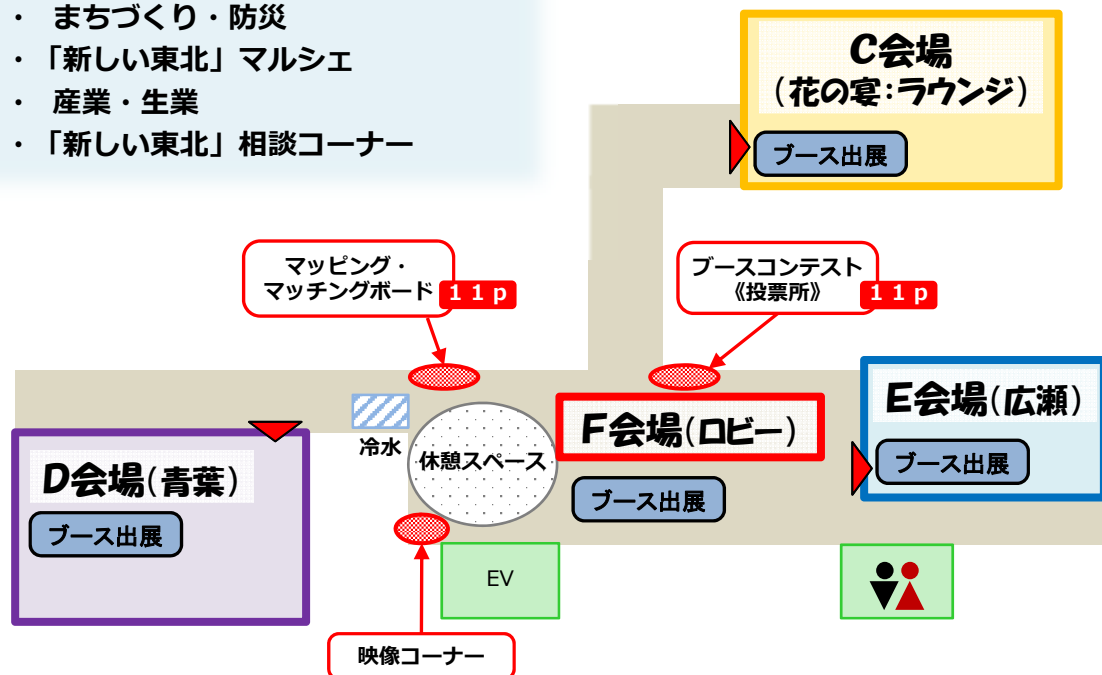 ・ まちづくり・防災
・「新しい東北」マルシェ
・ 産業・生業
・「新しい東北」相談コーナー
C会場
（花の宴：ラウンジ）
ブース出展
マッピング・
マッチングボード
１１ｐ
ブースコンテスト
《投票所》
１１ｐ
E会場（広瀬）
ブース出展
F会場（ロビー）
ブース出展
冷水
休憩スペース
D会場（青葉）
ブース出展
EV
映像コーナー